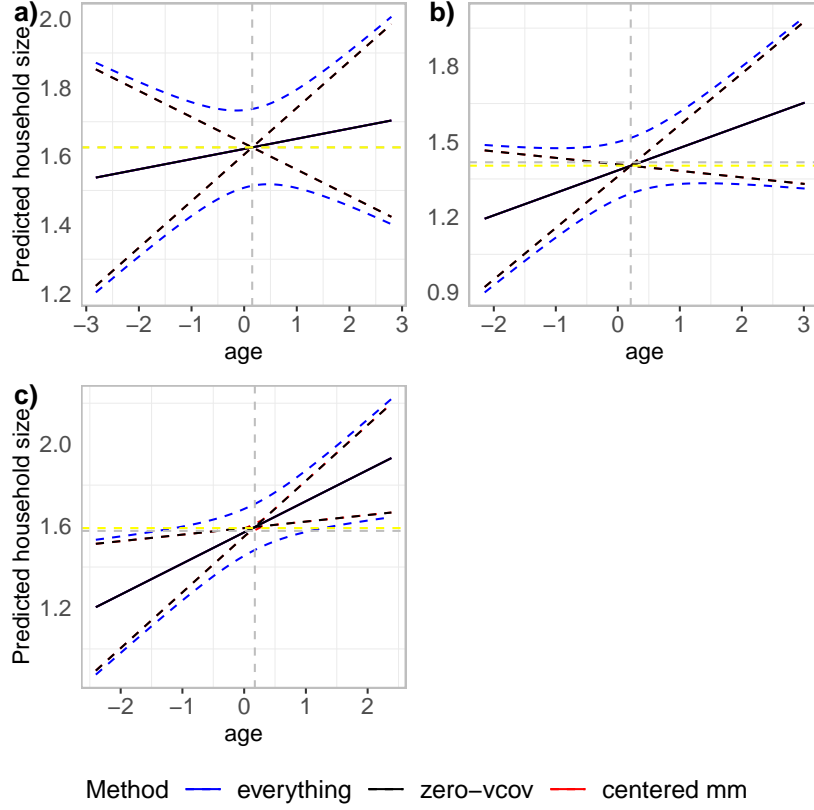 a)
2.0
1.8
1.6
1.4
1.2
Predicted household size
−3 −2 −1 0 1 2 3
age
b)
1.8
1.5
1.2
0.9
−2 −1 0 1 2 3
age
c)
2.0
1.6
1.2
Predicted household size
−2 −1 0 1 2
age
Method everything zero−vcov centered mm